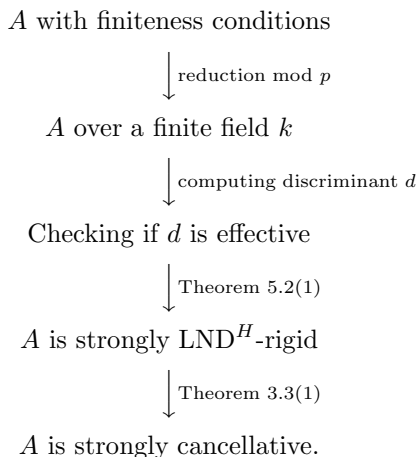 A with finiteness conditions
reduction mod p
A over a finite field k
computing discriminant d
Checking if d is effective
Theorem 5.2(1)
A is strongly LND^H-rigid
Theorem 3.3(1)
A is strongly cancellative.